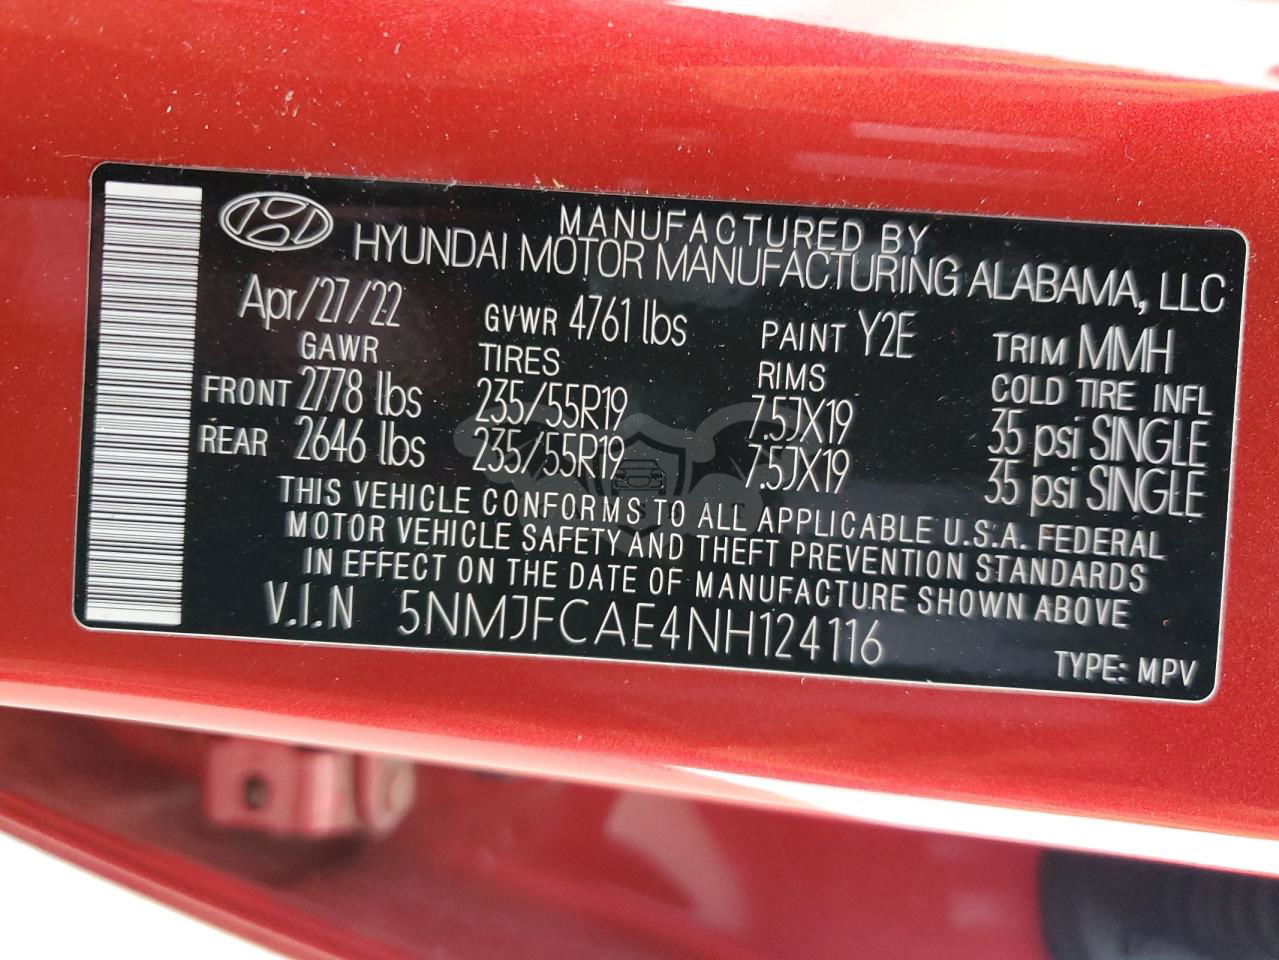 MANUFACTURED BY
HYUNDAI MOTOR MANUFACTURING ALABAMA, LLC
Apr/27/22 GVWR 4761 lbs PAINT Y2E TRIM MMH
GAWR TIRES RIMS COLD TIRE INFL
FRONT 2778 lbs 235/55R19 7.5JX19 35 psi SINGLE
REAR 2646 lbs 235/55R19 7.5JX19 35 psi SINGLE
THIS VEHICLE CONFORMS TO ALL APPLICABLE U.S.A. FEDERAL
MOTOR VEHICLE SAFETY AND THEFT PREVENTION STANDARDS
IN EFFECT ON THE DATE OF MANUFACTURE SHOWN ABOVE
V.I.N 5NMJFCAE4NH124116
TYPE: MPV